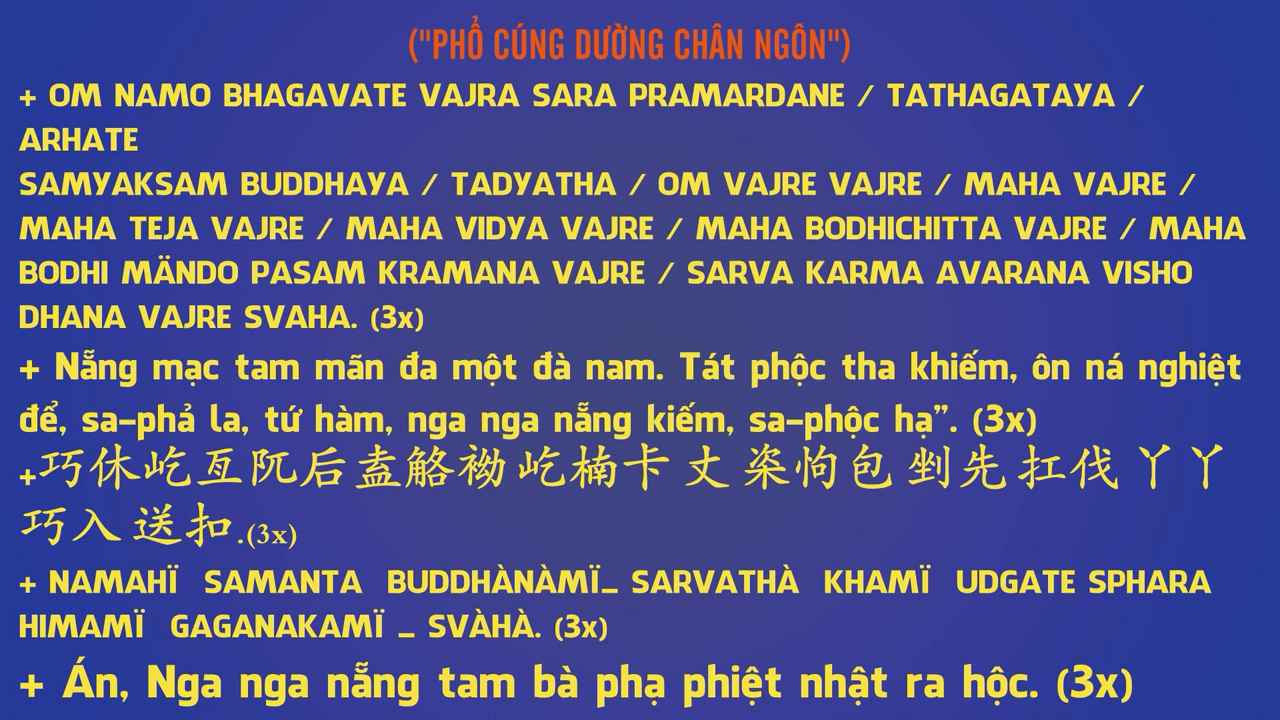 ("PHỔ CÚNG DƯỜNG CHÂN NGÔN")
+ OM NAMO BHAGAVATE VAJRA SARA PRAMARDANE / TATHAGATAYA /
ARHATE
SAMYAKSAM BUDDHAYA / TADYATHA / OM VAJRE VAJRE / MAHA VAJRE /
MAHA TEJA VAJRE / MAHA VIDYA VAJRE / MAHA BODHICHITTA VAJRE / MAHA
BODHI MÄNDO PASAM KRAMANA VAJRE / SARVA KARMA AVARANA VISHO
DHANA VAJRE SVAHA. (3x)
+ Nẵng mạc tam mãn đa một đà nam. Tát phộc tha khiếm, ôn ná nghiệt
để, sa-phả la, tứ hàm, nga nga nẵng kiếm, sa-phộc hạ”. (3x)
+巧休屹亙阢后盍觡袎屹楠卡丈楶怐包剉先扛伐丫丫
巧入送扣.(3x)
+ NAMAHÏ SAMANTA BUDDHÀNÀMÏ_ SARVATHÀ KHAMÏ UDGATE SPHARA
HIMAMÏ GAGANAKAMÏ _ SVÀHÀ. (3x)
+ Án, Nga nga nẵng tam bà phạ phiệt nhật ra hộc. (3x)